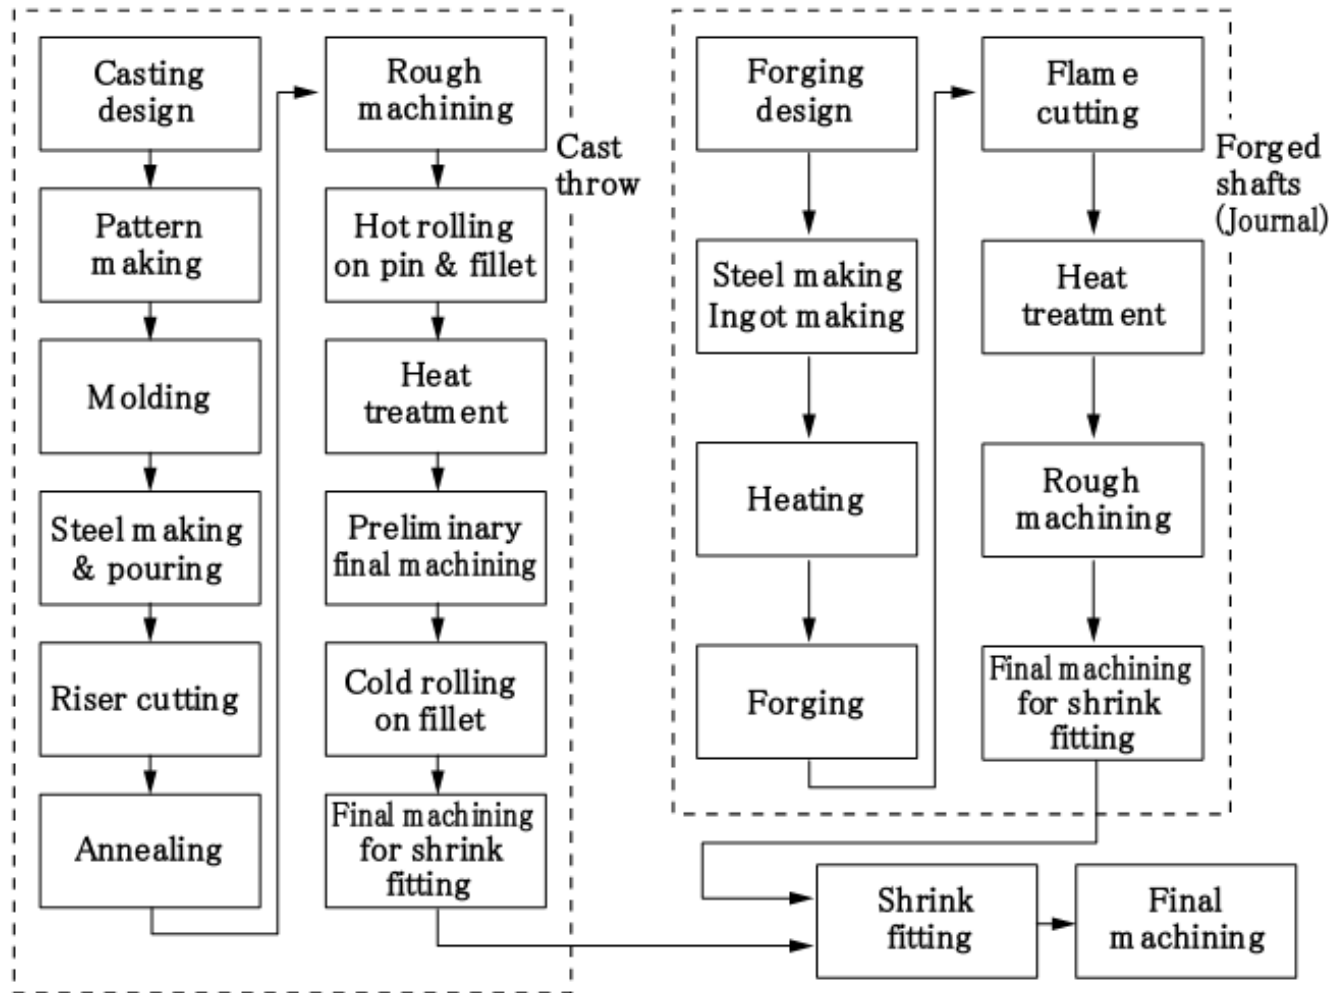 Casting
design
Pattern
making
Molding
Steel making
& pouring
Riser cutting
Annealing
Rough
machining
Hot rolling
on pin & fillet
Heat
treatment
Preliminary
final machining
Cold rolling
on fillet
Final machining
for shrink
fitting
Cast
throw
Forging
design
Steel making
Ingot making
Heating
Forging
Flame
cutting
Heat
treatment
Rough
machining
Final machining
for shrink
fitting
Forged
shafts
(Journal)
Shrink
fitting
Final
machining